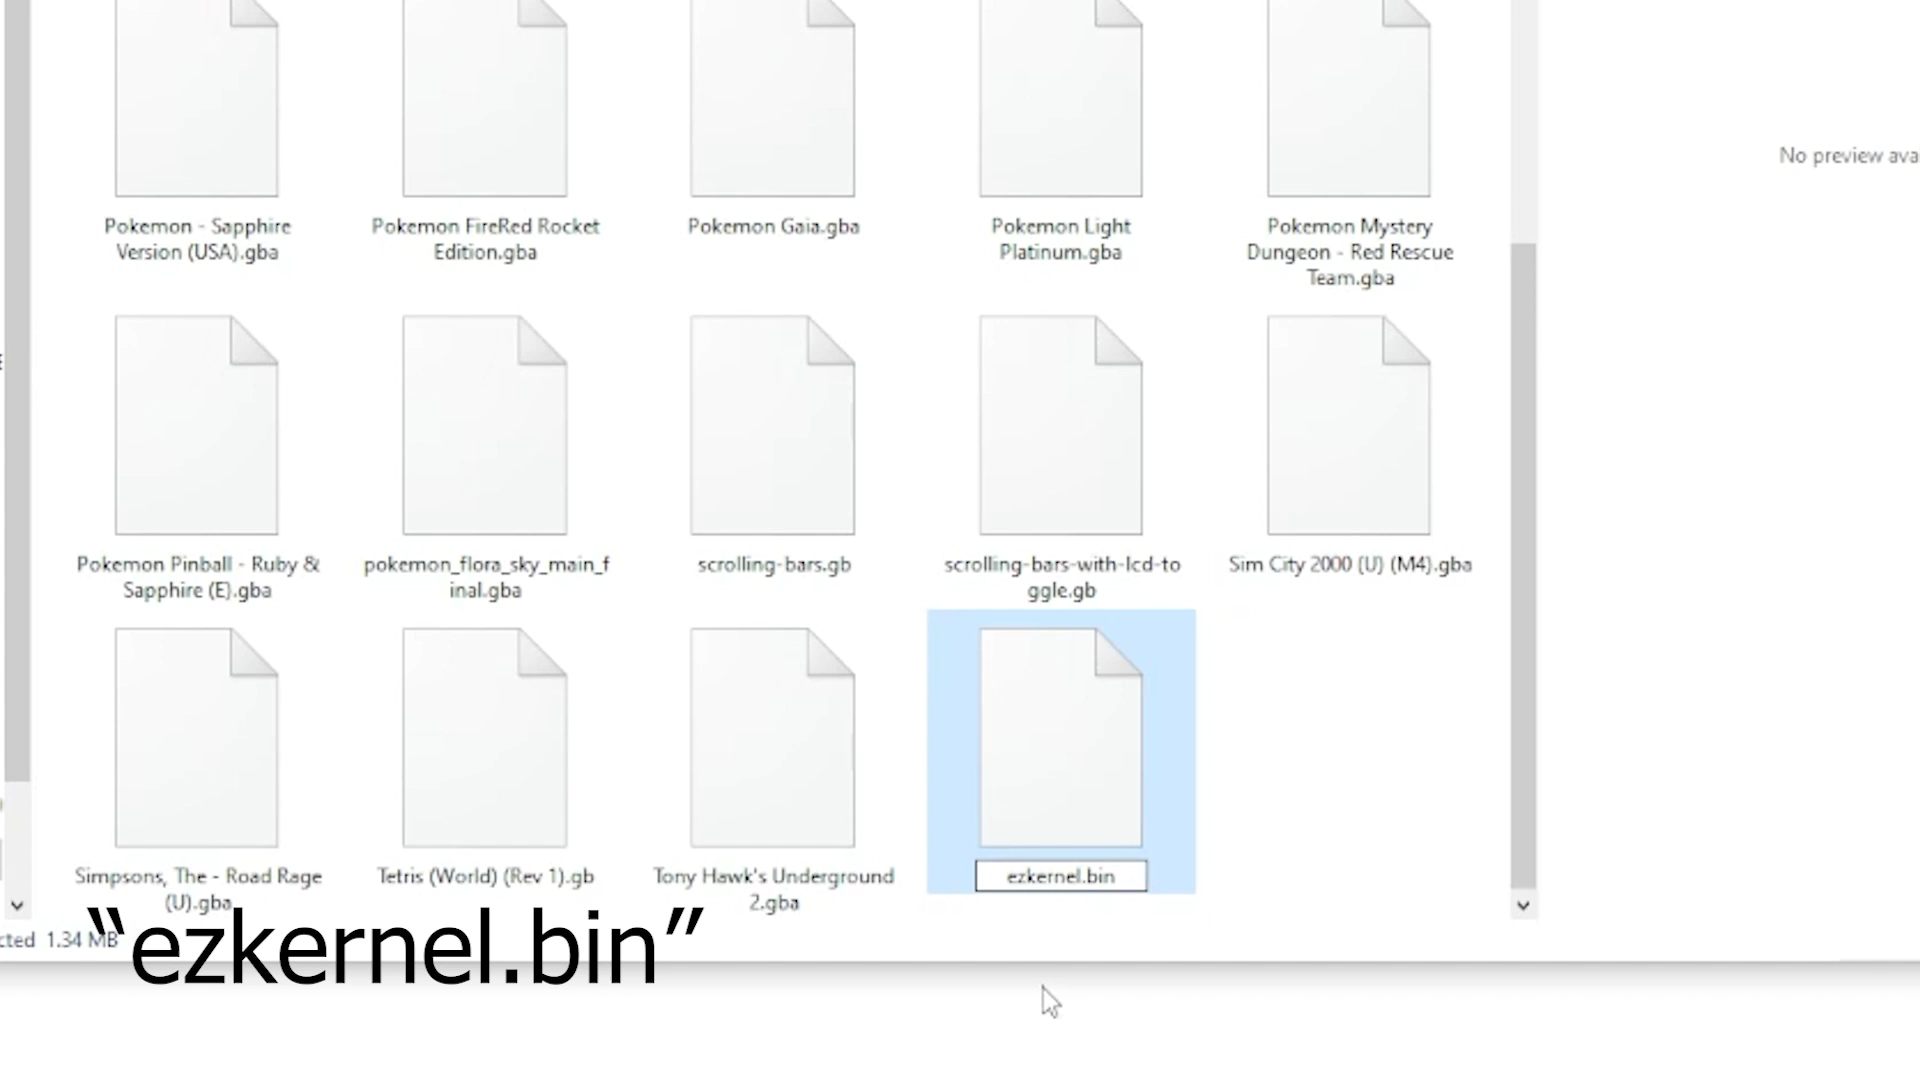 No preview ava
Pokemon - Sapphire
Version (USA).gba
Pokemon FireRed Rocket
Edition.gba
Pokemon Gaia.gba
Pokemon Light
Platinum.gba
Pokemon Mystery
Dungeon - Red Rescue
Team.gba
Pokemon Pinball - Ruby &
Sapphire (E).gba
pokemon_flora_sky_main_f
inal.gba
scrolling-bars.gb
scrolling-bars-with-lcd-to
ggle.gb
Sim City 2000 (U) (M4).gba
Simpsons, The - Road Rage
(U).gba
Tetris (World) (Rev 1).gb
Tony Hawk's Underground
2.gba
ezkernel.bin
cted 1.34 MB
“ezkernel.bin”